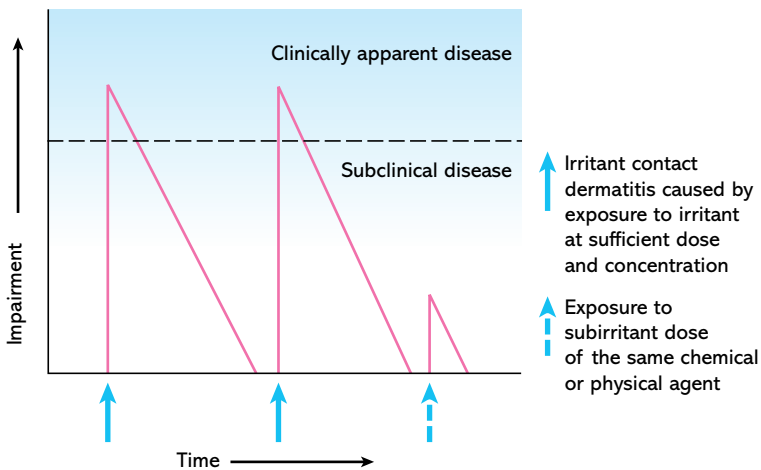 Clinically apparent disease
Subclinical disease
Impairment
Time
Irritant contact
dermatitis caused by
exposure to irritant
at sufficient dose
and concentration
Exposure to
subirritant dose
of the same chemical
or physical agent